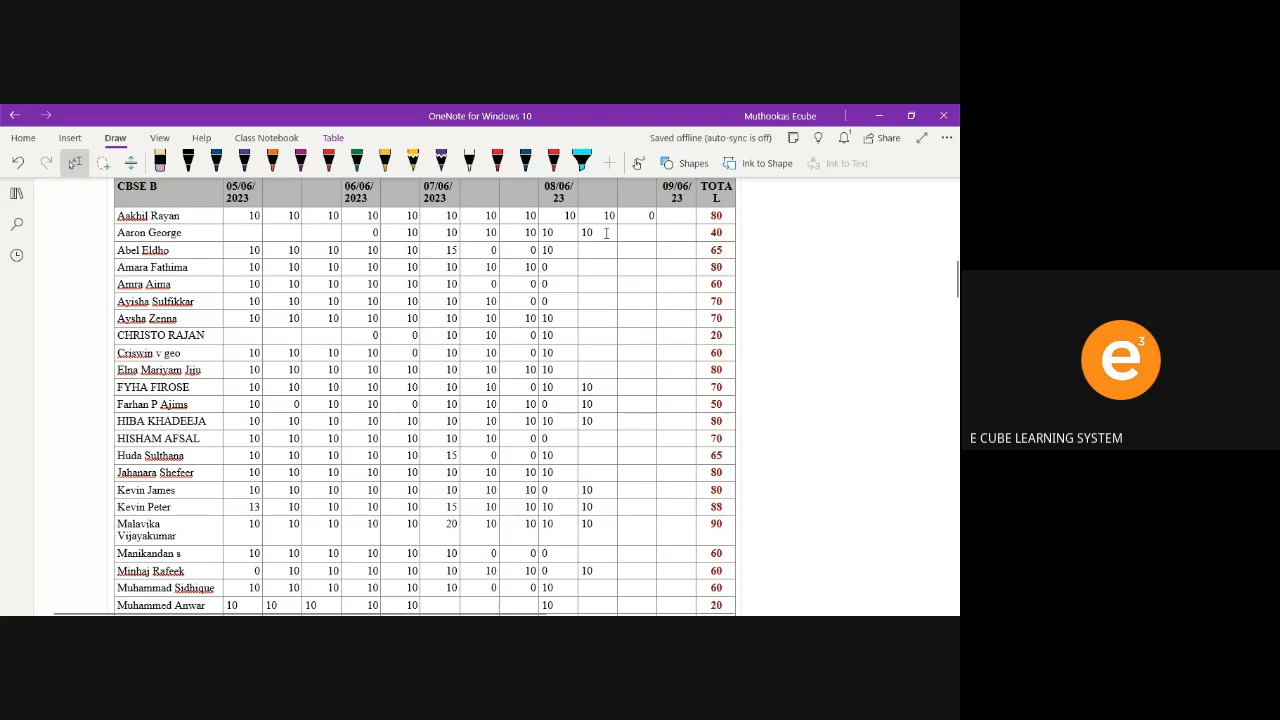 OneNote for Windows 10
Muthookas Ecube
Home Insert Draw View Help Class Notebook Table
Saved offline (auto-sync is off)
1
Share
Shapes
Ink to Shape
Ink to Text
CBSE B 05/06/ 06/06/ 07/06/ 08/06/ 09/06/ TOTA
2023 2023 2023 23 23 L
Aakhil Rayan 10 10 10 10 10 10 10 10 10 10 0 80
Aaron George 0 10 10 10 10 10 10 40
Abel Eldho 10 10 10 10 10 15 0 0 10 65
Amara Fathima 10 10 10 10 10 10 10 10 0 80
Amra Aima 10 10 10 10 10 10 0 0 0 60
Ayisha Sulfikkar 10 10 10 10 10 10 10 0 0 70
Aysha Zenna 10 10 10 10 10 10 10 0 10 70
CHRISTO RAJAN 0 0 10 10 0 10 20
Criswin v geo 10 10 10 10 0 10 10 0 10 60
Elna Mariyam Jiju 10 10 10 10 10 10 10 10 10 80
FYHA FIROSE 10 10 10 10 10 10 10 0 10 10 70
Farhan P Ajims 10 0 10 10 0 10 10 10 0 10 50
HIBA KHADEEJA 10 10 10 10 10 10 10 10 10 10 80
HISHAM AFSAL 10 10 10 10 10 10 10 0 0 70
Huda Sulthana 10 10 10 10 10 15 0 0 10 65
Jahanara Shefeer 10 10 10 10 10 10 10 10 10 80
Kevin James 10 10 10 10 10 10 10 10 0 10 80
Kevin Peter 13 10 10 10 10 15 10 10 10 10 88
Malavika 10 10 10 10 10 20 10 10 10 10 90
Vijayakumar
Manikandan s 10 10 10 10 10 10 0 0 0 60
Minhaj Rafeek 0 10 10 10 10 10 10 10 0 10 60
Muhammad Sidhique 10 10 10 10 10 10 0 0 10 60
Muhammed Anwar 10 10 10 10 10 10 20
e3
E CUBE LEARNING SYSTEM